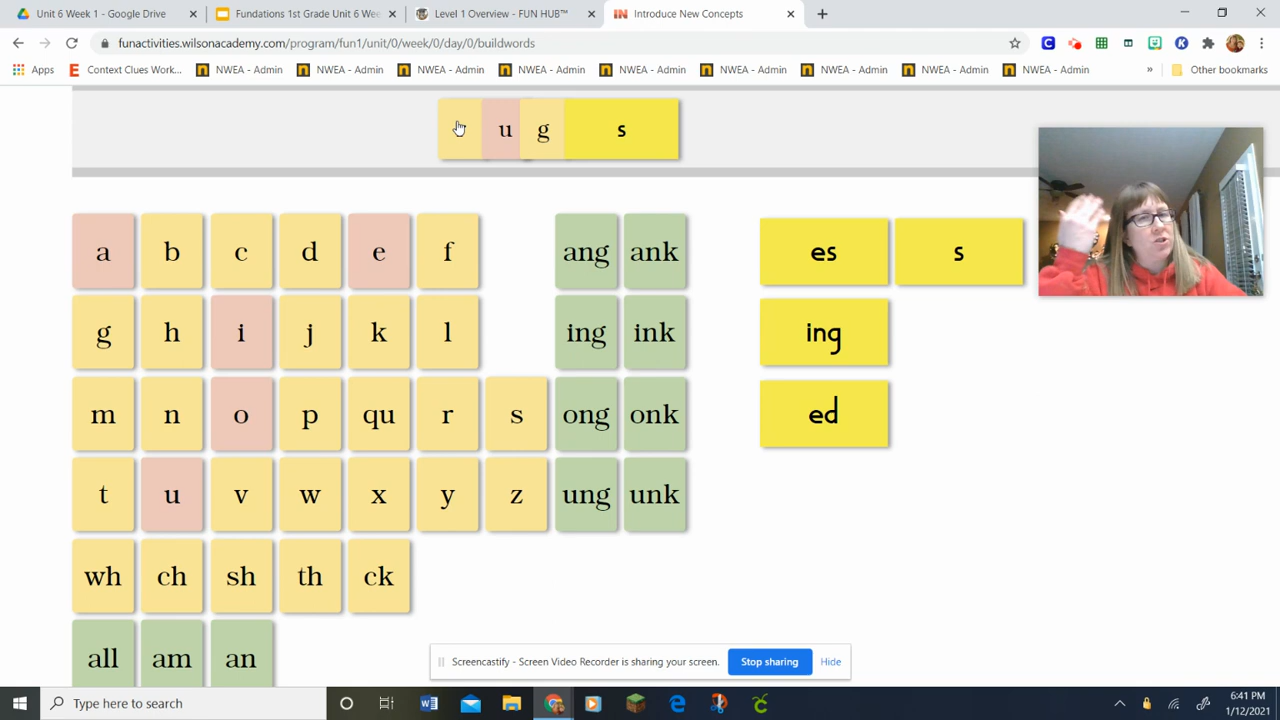 Unit 6 Week 1 - Google Drive
Fundations 1st Grade Unit 6 We
Level 1 Overview - FUN HUB™
IN Introduce New Concepts
funactivities.wilsonacademy.com/program/fun1/unit/0/week/0/day/0/buildwords
Apps
E Context Clues Work...
NWEA - Admin
NWEA - Admin
NWEA - Admin
NWEA - Admin
NWEA - Admin
NWEA - Admin
NWEA - Admin
NWEA - Admin
NWEA - Admin
»
Other bookmarks
u g s
a b c d e f ang ank es s
g h i j k l ing ink ing
m n o p qu r s ong onk ed
t u v w x y z ung unk
wh ch sh th ck
all am an
Screencastify - Screen Video Recorder is sharing your screen.
Stop sharing
Hide
Type here to search
6:41 PM
1/12/2021